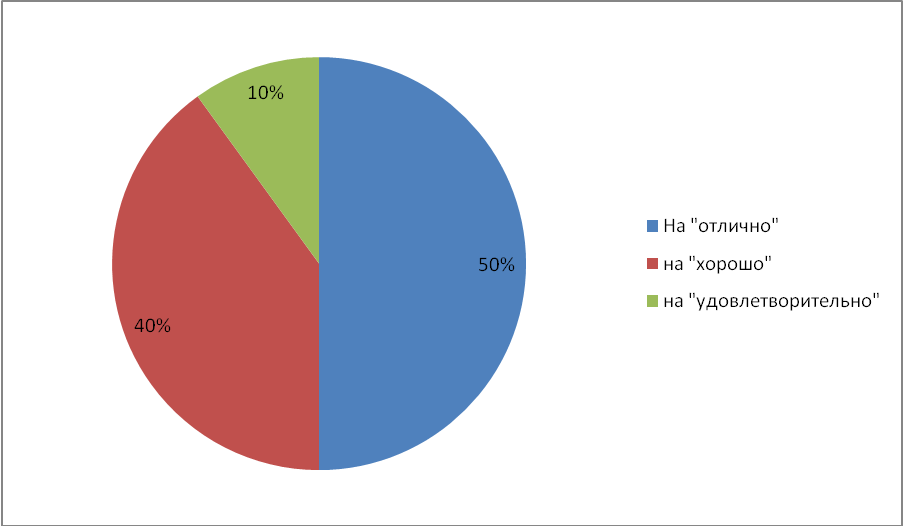 10%
50%
40%
На "отлично"
на "хорошо"
на "удовлетворительно"